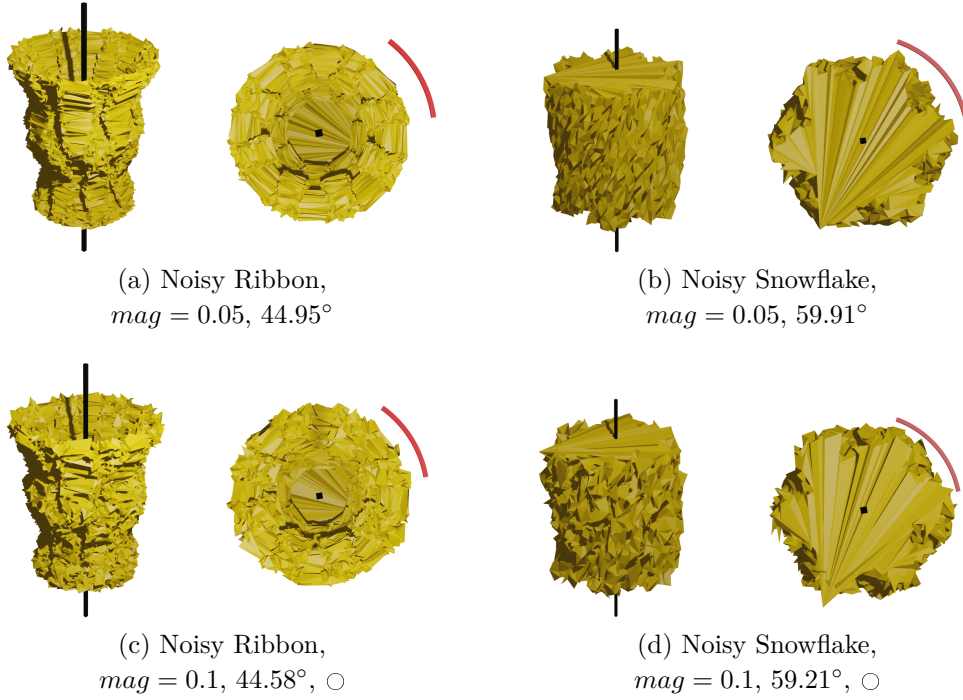 (a) Noisy Ribbon,
mag = 0.05, 44.95°
(b) Noisy Snowflake,
mag = 0.05, 59.91°
(c) Noisy Ribbon,
mag = 0.1, 44.58°, ○
(d) Noisy Snowflake,
mag = 0.1, 59.21°, ○